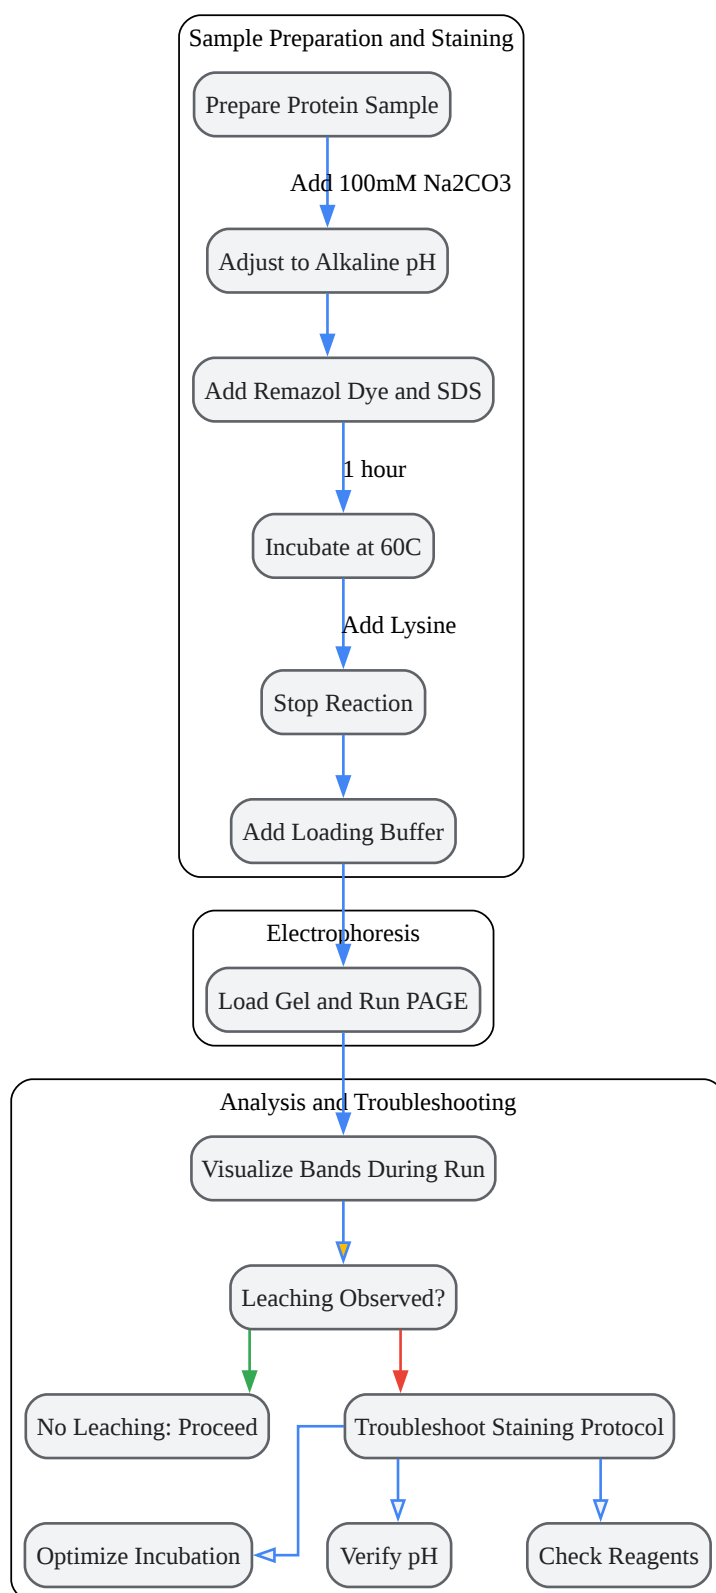 Sample Preparation and Staining
Prepare Protein Sample
Add 100mM Na2CO3
Adjust to Alkaline pH
Add Remazol Dye and SDS
1 hour
Incubate at 60C
Add Lysine
Stop Reaction
Add Loading Buffer
Electrophoresis
Load Gel and Run PAGE
Analysis and Troubleshooting
Visualize Bands During Run
Leaching Observed?
No Leaching: Proceed
Troubleshoot Staining Protocol
Optimize Incubation
Verify pH
Check Reagents